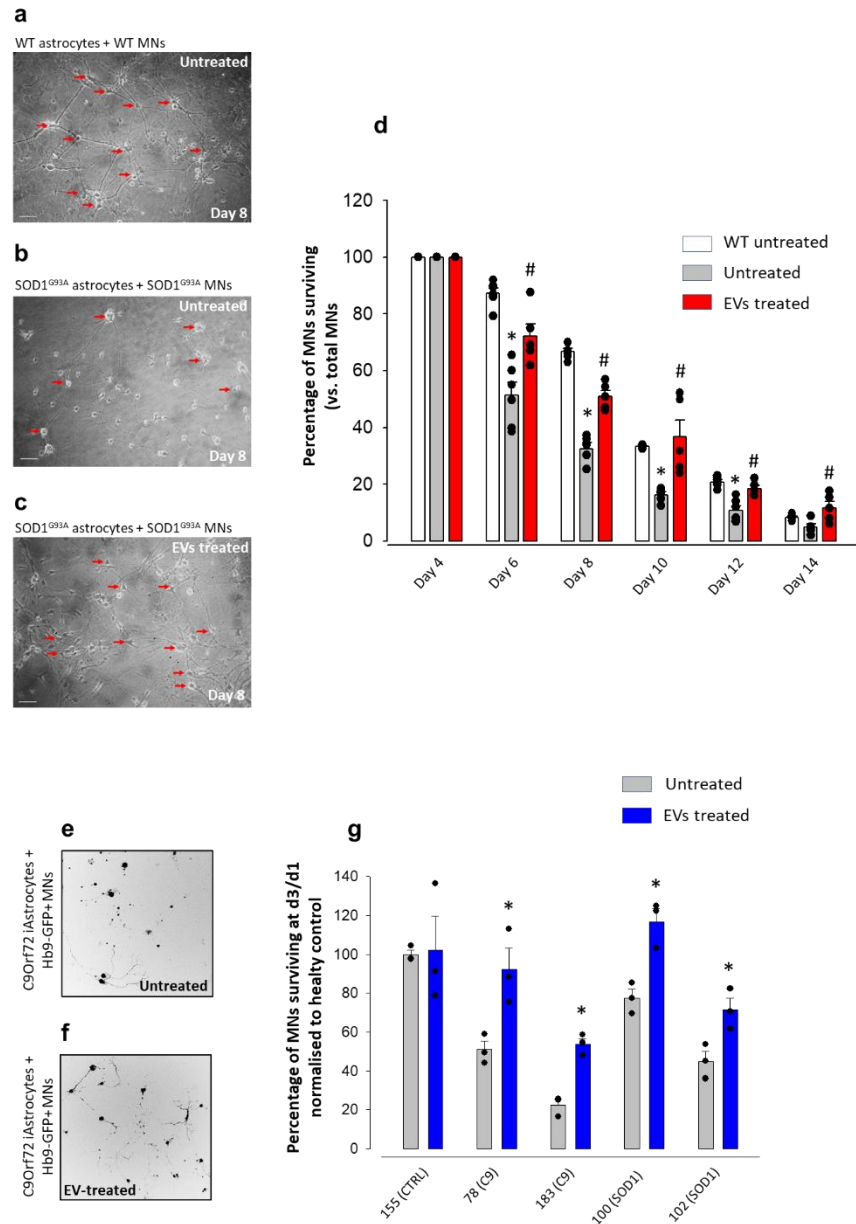 a
WT astrocytes + WT MNs
Untreated
Day 8
b
SOD1G93A astrocytes + SOD1G93A MNs
Untreated
Day 8
c
SOD1G93A astrocytes + SOD1G93A MNs
EVs treated
Day 8
d
Percentage of MNs surviving
(vs. total MNs
100
80
60
40
20
0
WT untreated
Untreated
EVs treated
#
*
#
*
#
*
#
*
#
#
Day 4
Day 6
Day 8
Day 10
Day 12
Day 14
e
C9Orf72 iAstrocytes +
Hb9-GFP+MNs
Untreated
f
C9Orf72 iAstrocytes +
Hb9-GFP+MNs
EV-treated
g
Untreated
EVs treated
Percentage of MNs surviving at d3/d1
normalised to healty control
140
120
100
80
60
40
20
0
*
*
*
*
155 (CTRL)
78 (C9)
183 (C9)
100 (SOD1)
102 (SOD1)